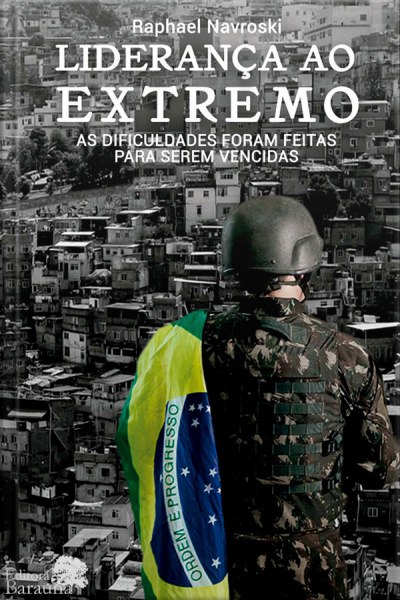 Raphael Navroski
LIDERANÇA AO
EXTREMO
AS DIFICULDADES FORAM FEITAS
PARA SEREM VENCIDAS
ORDEM E PROGRESSO
Editora
Baraúna